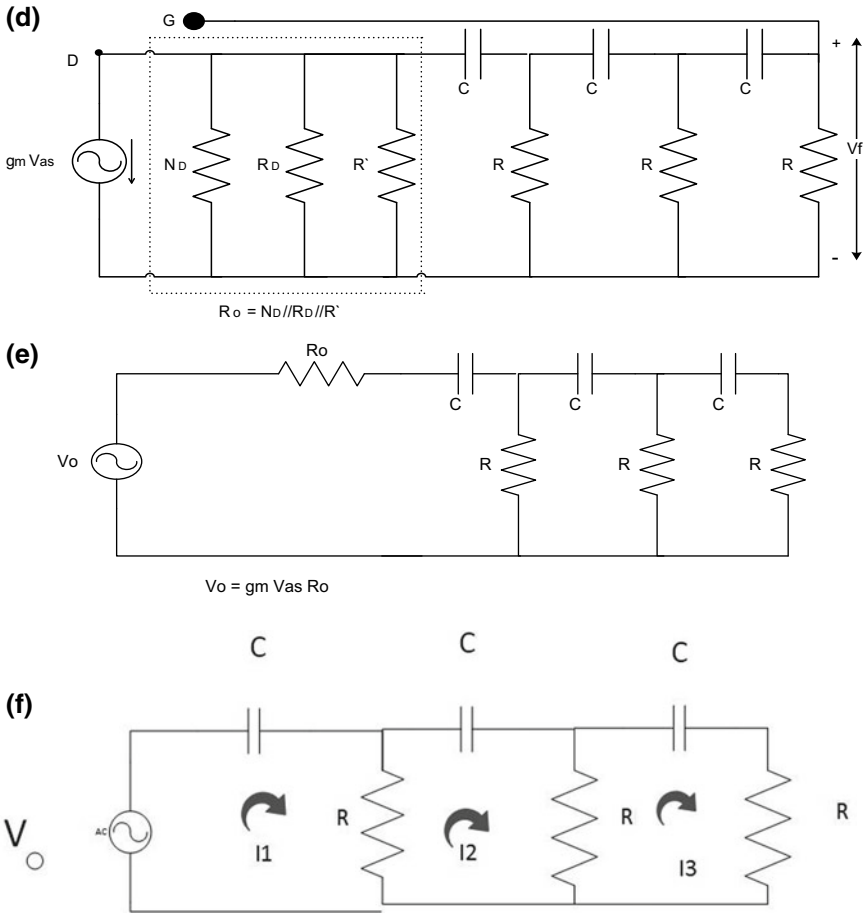 (d)
G
D
C C C
+
gm Vas
ND RD R` R R R Vf
-
Ro = ND//RD//R`
(e)
Ro
C C C
Vo
R R R
Vo = gm Vas Ro
C C C
(f)
AC
R R R
V
O
I1 I2 I3